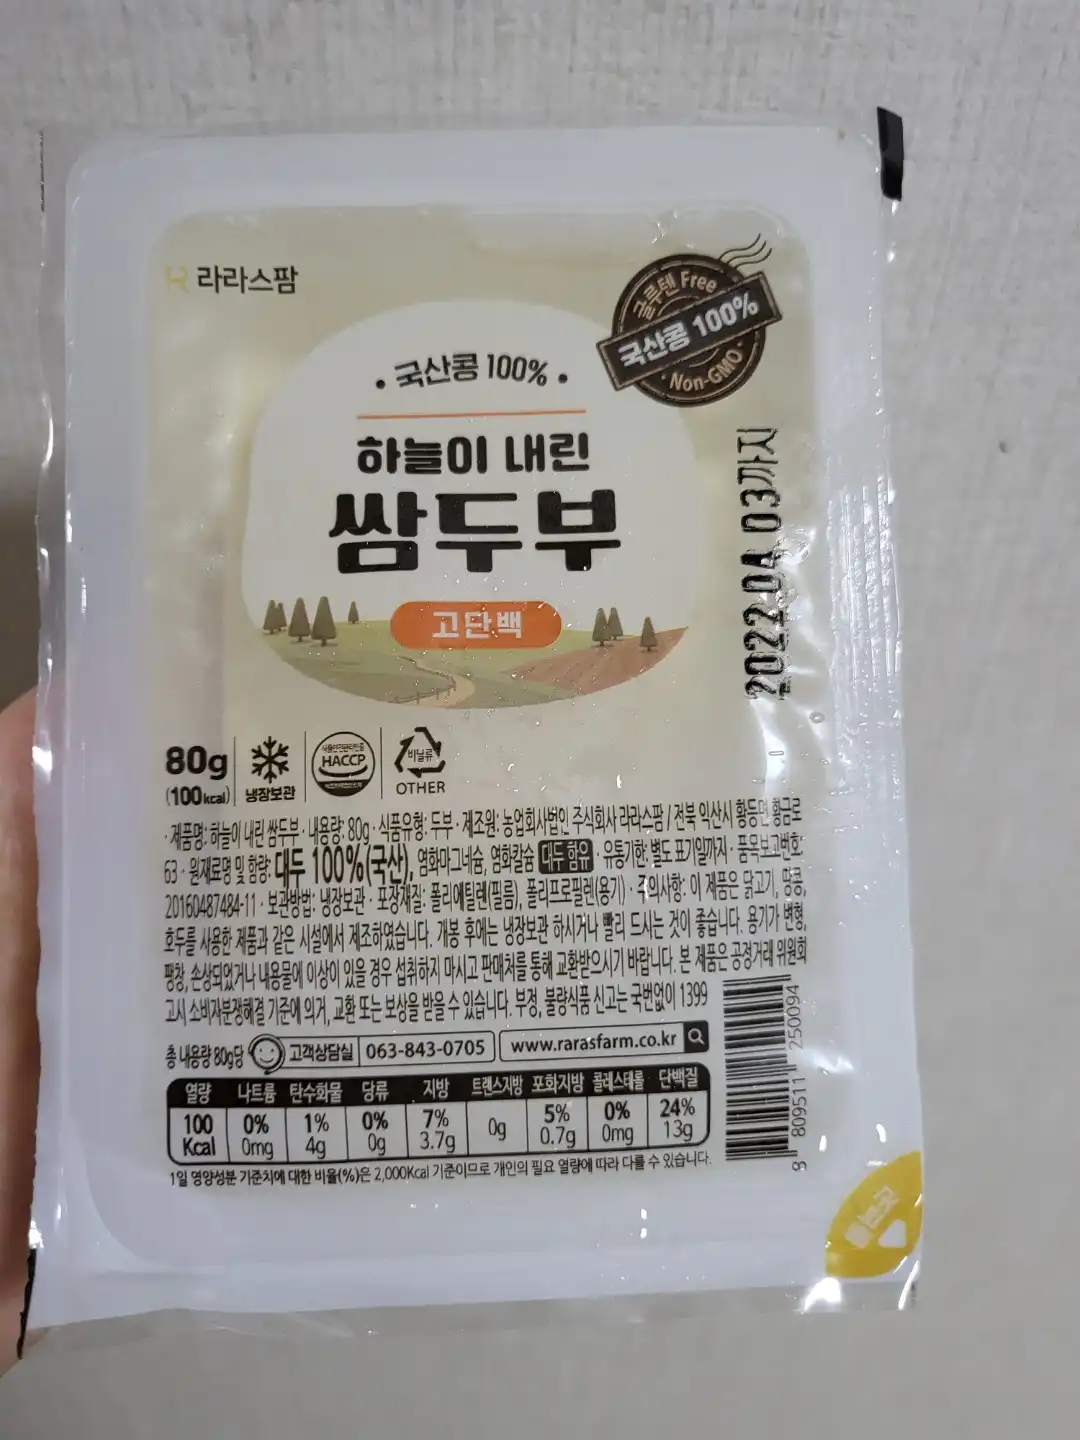 라라스팜
글루텐 Free
국산콩 100%
Non-GMO
• 국산콩 100% •
하늘이 내린
쌈두부
고단백
2022.04.03까지
80g
(100kcal)
냉장보관
HACCP
비닐류
OTHER
· 제품명: 하늘이 내린 쌈두부 · 내용량: 80g · 식품유형: 두부 · 제조원: 농업회사법인 주식회사 라라스팜 / 전북 익산시 황등면 황금로
63 · 원재료명 및 함량: 대두 100%(국산), 염화마그네슘, 염화칼슘 대두 함유 · 유통기한: 별도 표기일까지 · 품목보고번호:
20160487484-11 · 보관방법: 냉장보관 · 포장재질: 폴리에틸렌(필름), 폴리프로필렌(용기) · 주의사항: 이 제품은 닭고기, 땅콩,
호두를 사용한 제품과 같은 시설에서 제조하였습니다. 개봉 후에는 냉장보관 하시거나 빨리 드시는 것이 좋습니다. 용기가 변형,
팽창, 손상되었거나 내용물에 이상이 있을 경우 섭취하지 마시고 판매처를 통해 교환받으시기 바랍니다. 본 제품은 공정거래 위원회
고시 소비자분쟁해결 기준에 의거, 교환 또는 보상을 받을 수 있습니다. 부정, 불량식품 신고는 국번없이 1399
총 내용량 80g당 고객상담실 063-843-0705 www.rarasfarm.co.kr
열량 나트륨 탄수화물 당류 지방 트랜스지방 포화지방 콜레스테롤 단백질
100 0% 1% 0% 7% 0g 5% 0% 24%
Kcal 0mg 4g 0g 3.7g 0.7g 0mg 13g
1일 영양성분 기준치에 대한 비율(%)은 2,000Kcal 기준이므로 개인의 필요 열량에 따라 다를 수 있습니다.
8 809511 250094
뜯는곳